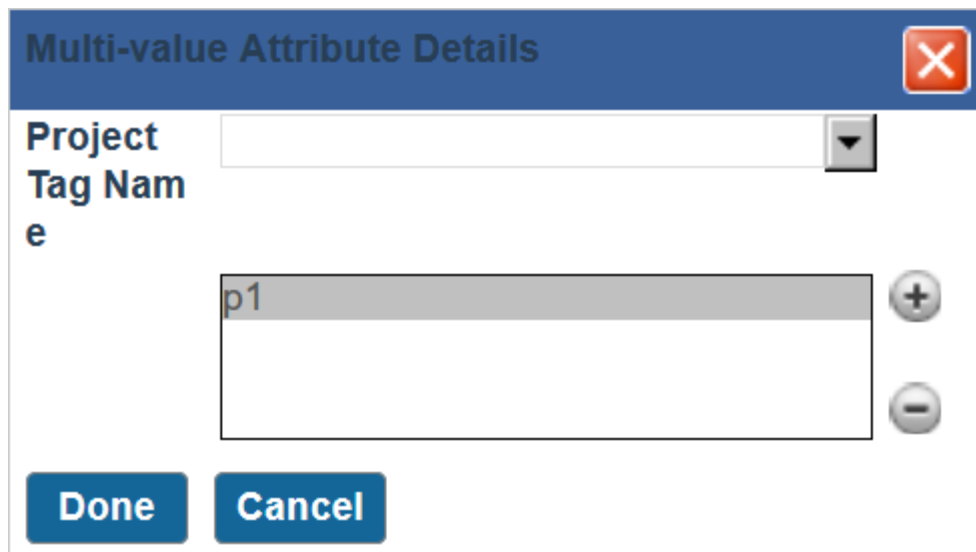 Multi-value Attribute Details
Project
Tag Nam
e
p1
Done Cancel